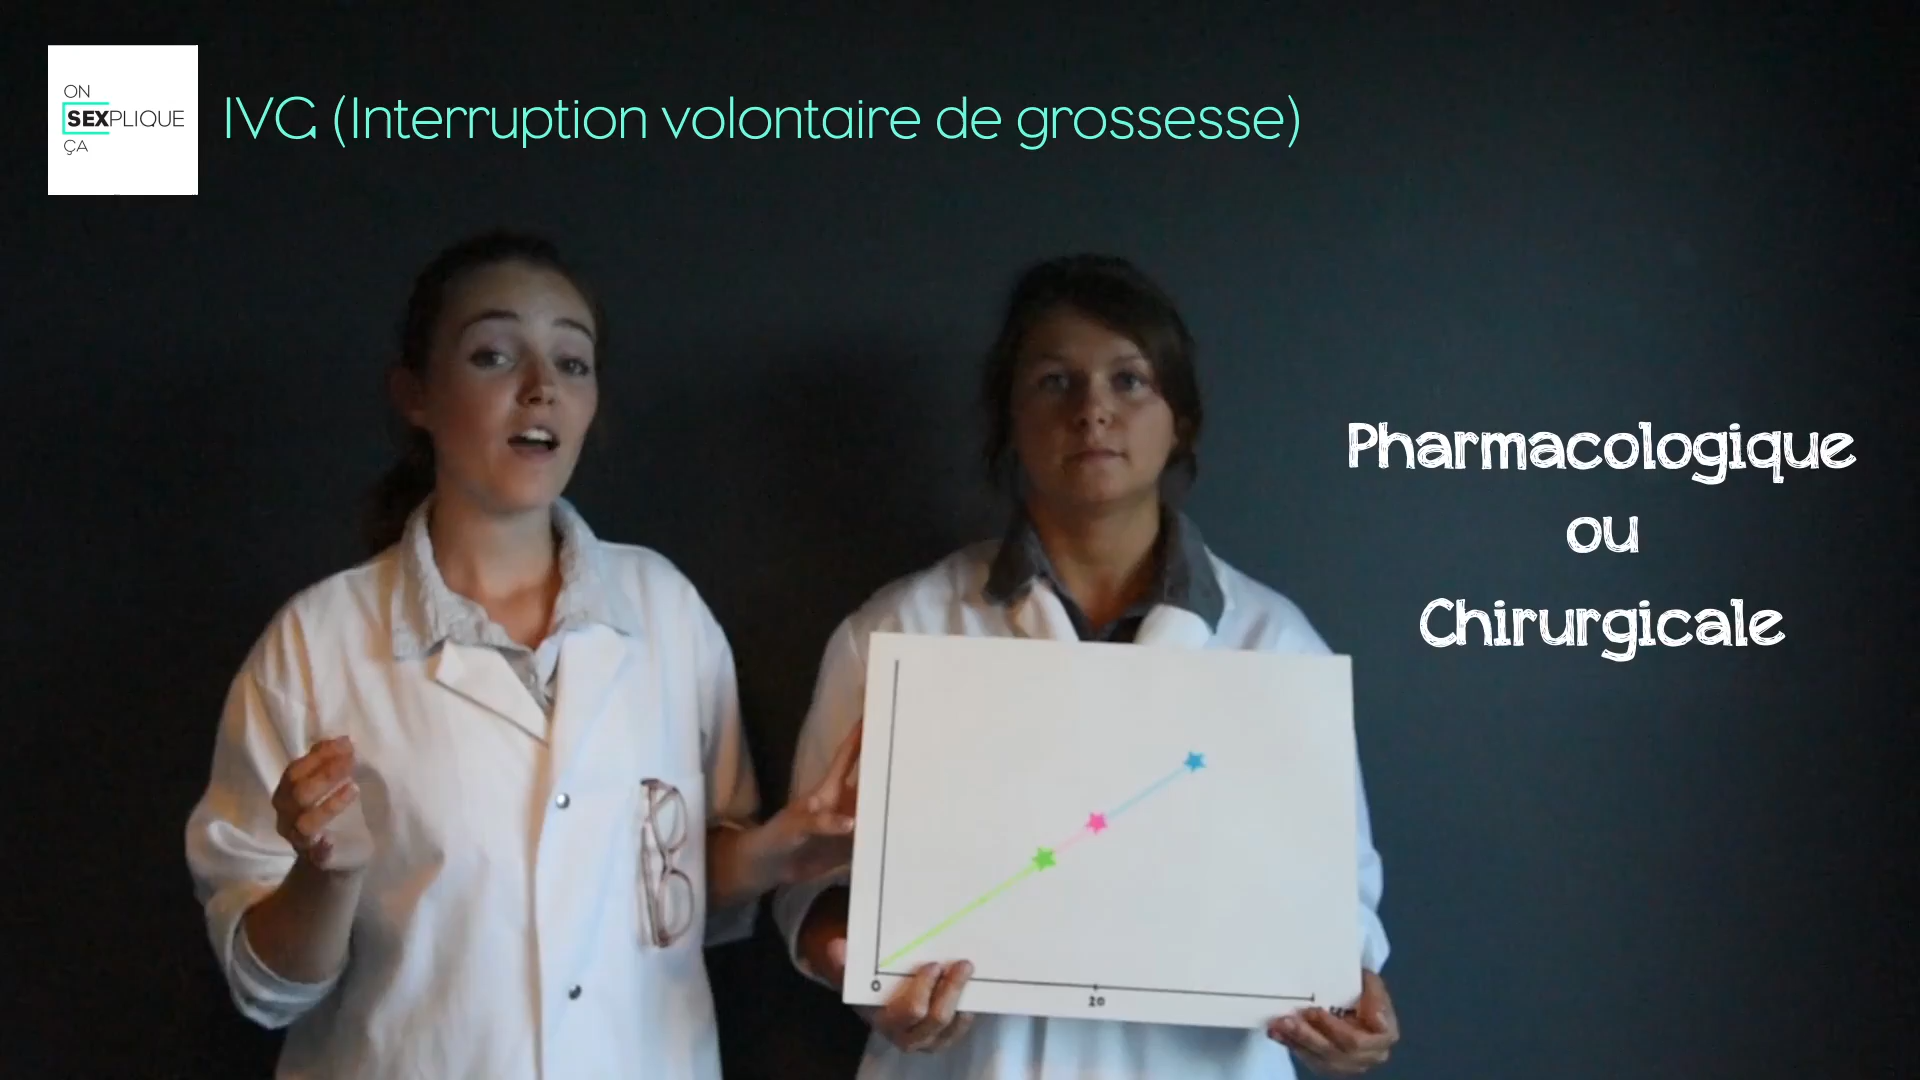 ON
SEXPLIQUE
ÇA
IVG (Interruption volontaire de grossesse)
Pharmacologique
ou
Chirurgicale
0
20